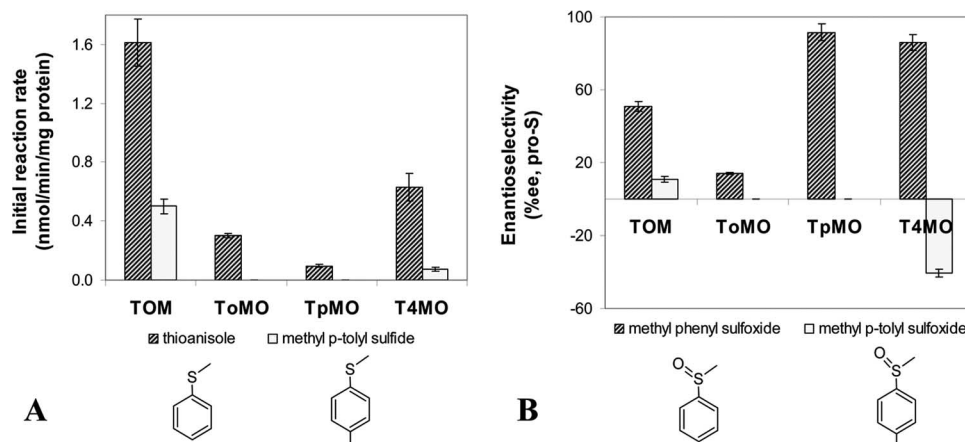 Initial reaction rate
(nmol/min/mg protein)
1.6
1.2
0.8
0.4
0.0
TOM ToMO TpMO T4MO
thioanisole methyl p-tolyl sulfide
S
S
A
Enantioselectivity
(%ee, pro-S)
100
60
20
-20
-60
TOM ToMO TpMO T4MO
methyl phenyl sulfoxide methyl p-tolyl sulfoxide
O
S
O
S
B